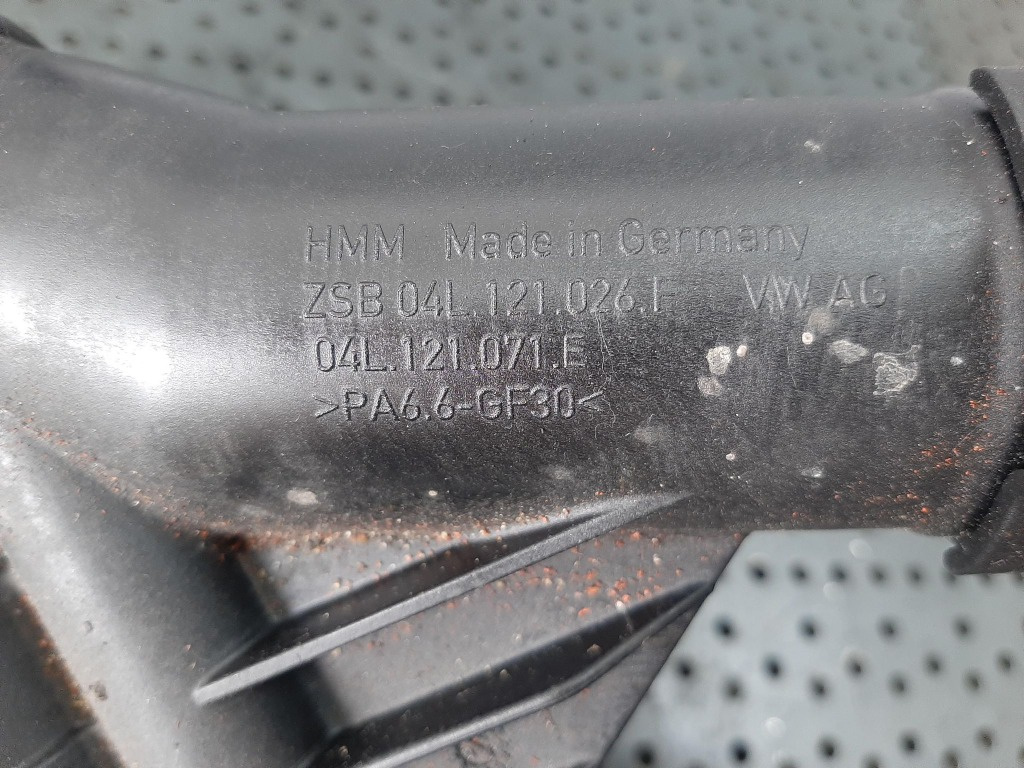 HMM Made in Germany
ZSB 04L.121.026.F VW AG
04L.121.071.E
>PA6.6-GF30<